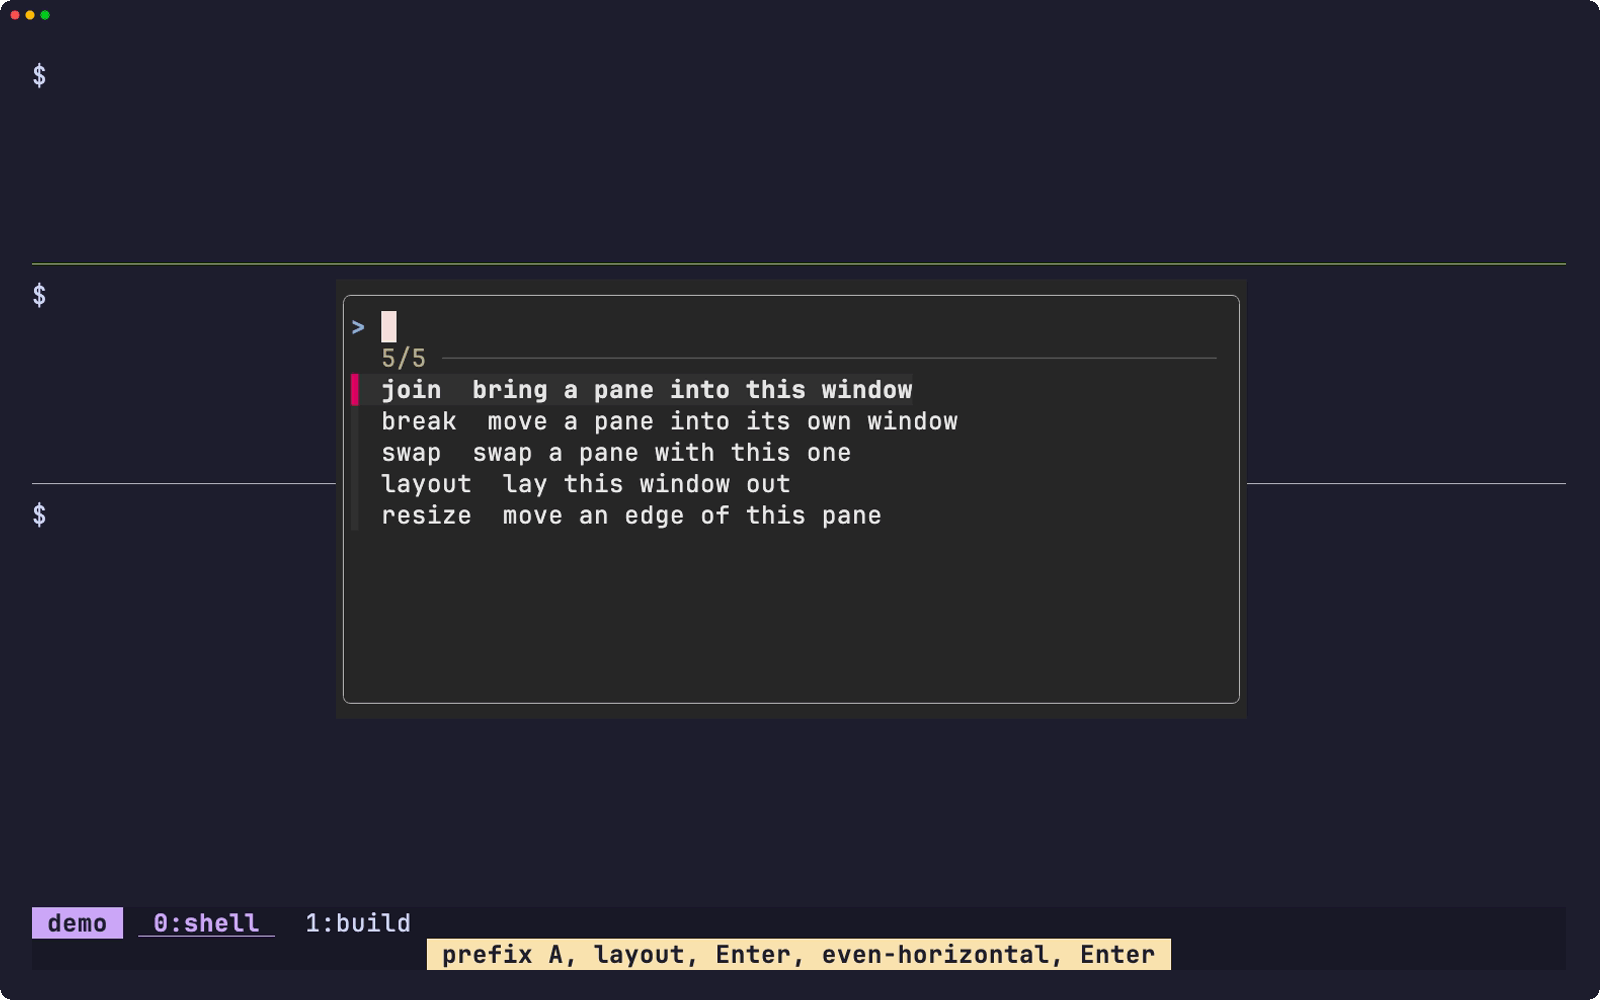 $
$
> 
5/5
join  bring a pane into this window
break  move a pane into its own window
swap  swap a pane with this one
layout  lay this window out
resize  move an edge of this pane
$
demo  0:shell  1:build
prefix A, layout, Enter, even-horizontal, Enter